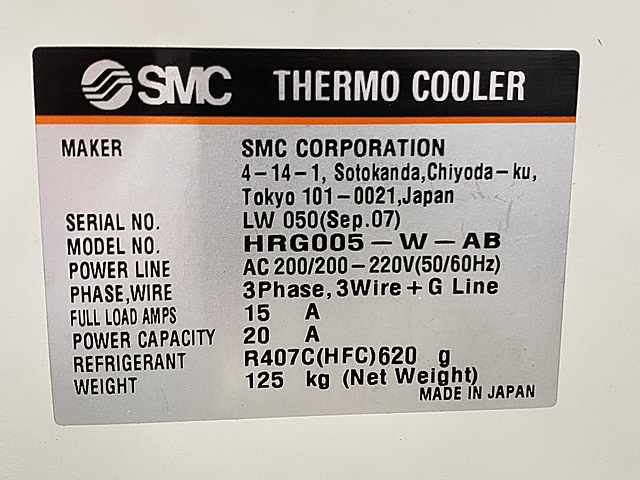 SMC THERMO COOLER
MAKER SMC CORPORATION
4-14-1, Sotokanda,Chiyoda-ku,
Tokyo 101-0021,Japan
SERIAL NO. LW 050(Sep.07)
MODEL NO. HRG005-W-AB
POWER LINE AC 200/200-220V(50/60Hz)
PHASE,WIRE 3Phase, 3Wire+G Line
FULL LOAD AMPS 15 A
POWER CAPACITY 20 A
REFRIGERANT R407C(HFC)620 g
WEIGHT 125 kg (Net Weight)
MADE IN JAPAN